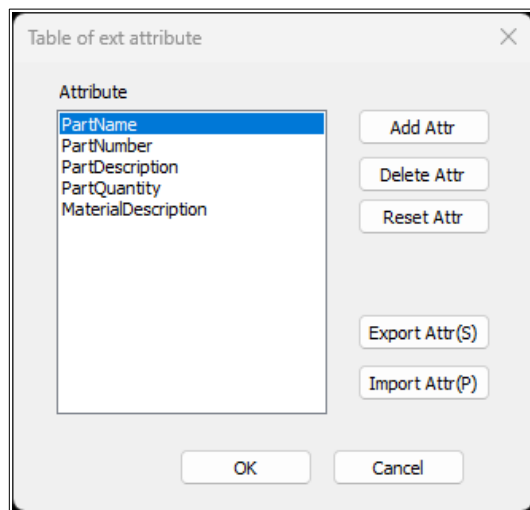 Table of ext attribute
Attribute
PartName
PartNumber
PartDescription
PartQuantity
MaterialDescription
Add Attr
Delete Attr
Reset Attr
Export Attr(S)
Import Attr(P)
OK
Cancel